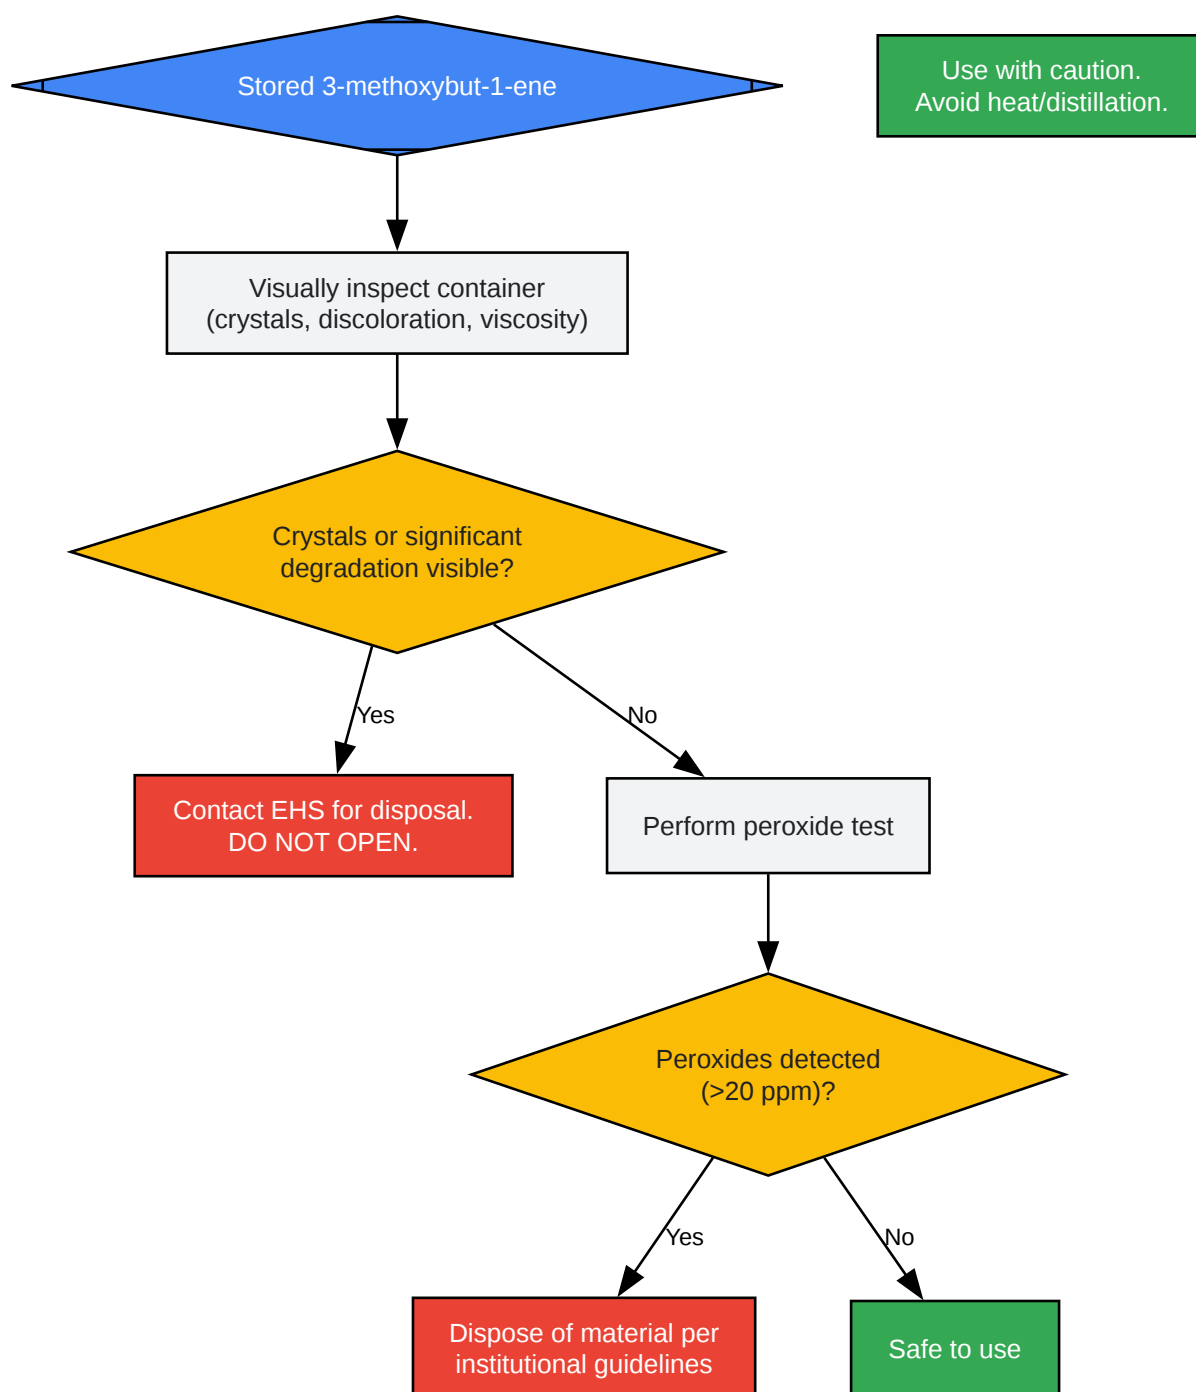 Stored 3-methoxybut-1-ene
Use with caution.
Avoid heat/distillation.
Visually inspect container
(crystals, discoloration, viscosity)
Crystals or significant
degradation visible?
Yes
No
Contact EHS for disposal.
DO NOT OPEN.
Perform peroxide test
Peroxides detected
(>20 ppm)?
Yes
No
Dispose of material per
institutional guidelines
Safe to use